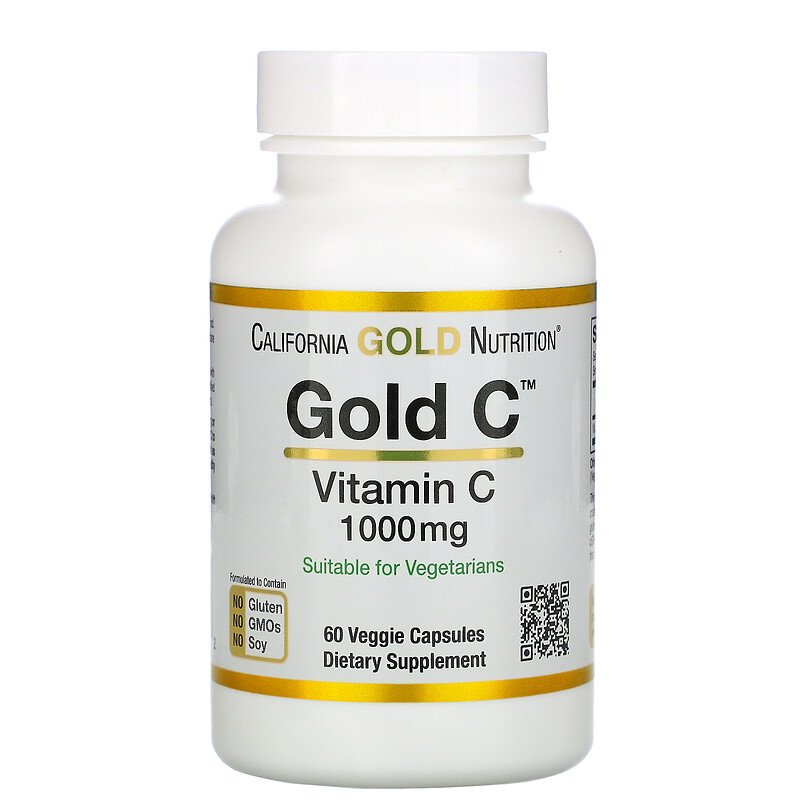 CALIFORNIA GOLD NUTRITION®
Gold C™
Vitamin C
1000mg
Suitable for Vegetarians
Formulated to Contain
NO Gluten
NO GMOs
NO Soy
60 Veggie Capsules
Dietary Supplement